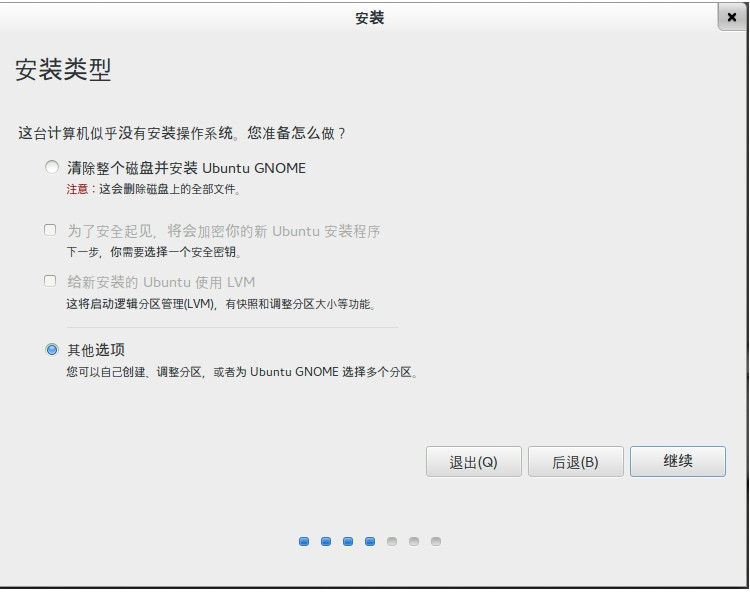 安装
安装类型
这台计算机似乎没有安装操作系统。您准备怎么做？
清除整个磁盘并安装 Ubuntu GNOME
注意：这会删除磁盘上的全部文件。
为了安全起见，将会加密你的新 Ubuntu 安装程序
下一步，你需要选择一个安全密钥。
给新安装的 Ubuntu 使用 LVM
这将启动逻辑分区管理(LVM)，有快照和调整分区大小等功能。
其他选项
您可以自己创建、调整分区，或者为 Ubuntu GNOME 选择多个分区。
退出(Q) 后退(B) 继续